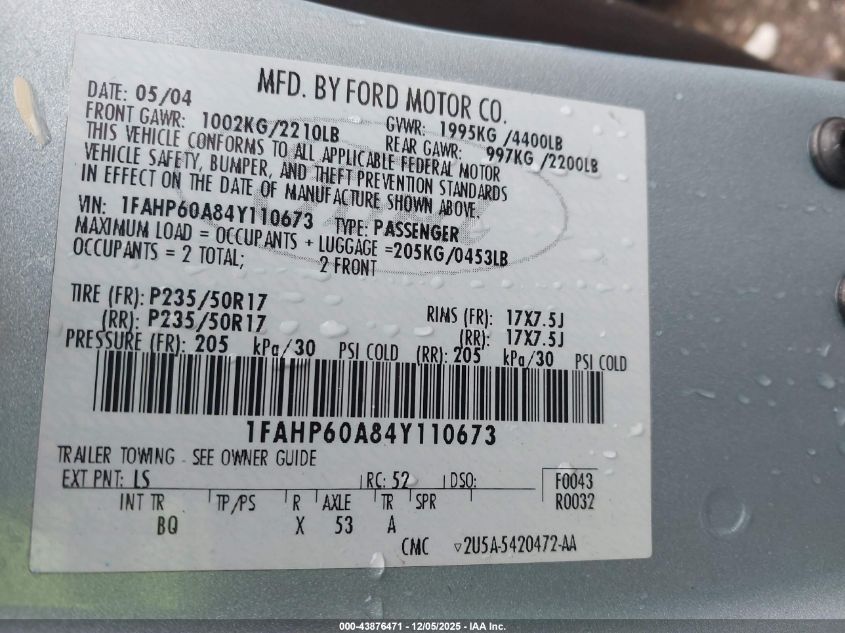 MFD. BY FORD MOTOR CO.
DATE: 05/04 GVWR: 1995KG /4400LB
FRONT GAWR: 1002KG/2210LB REAR GAWR: 997KG /2200LB
THIS VEHICLE CONFORMS TO ALL APPLICABLE FEDERAL MOTOR
VEHICLE SAFETY, BUMPER, AND THEFT PREVENTION STANDARDS
IN EFFECT ON THE DATE OF MANUFACTURE SHOWN ABOVE.
VIN: 1FAHP60A84Y110673 TYPE: PASSENGER
MAXIMUM LOAD = OCCUPANTS + LUGGAGE =205KG/0453LB
OCCUPANTS = 2 TOTAL; 2 FRONT
TIRE (FR): P235/50R17 RIMS (FR): 17X7.5J
(RR): P235/50R17 (RR): 17X7.5J
PRESSURE (FR): 205 kPa/30 PSI COLD (RR): 205 kPa/30 PSI COLD
1FAHP60A84Y110673
TRAILER TOWING - SEE OWNER GUIDE
EXT PNT: LS RC: 52 DSO: F0043
INT TR TP/PS R AXLE TR SPR R0032
BQ X 53 A
CMC 2U5A-5420472-AA
000-43876471 - 12/05/2025 - IAA Inc.